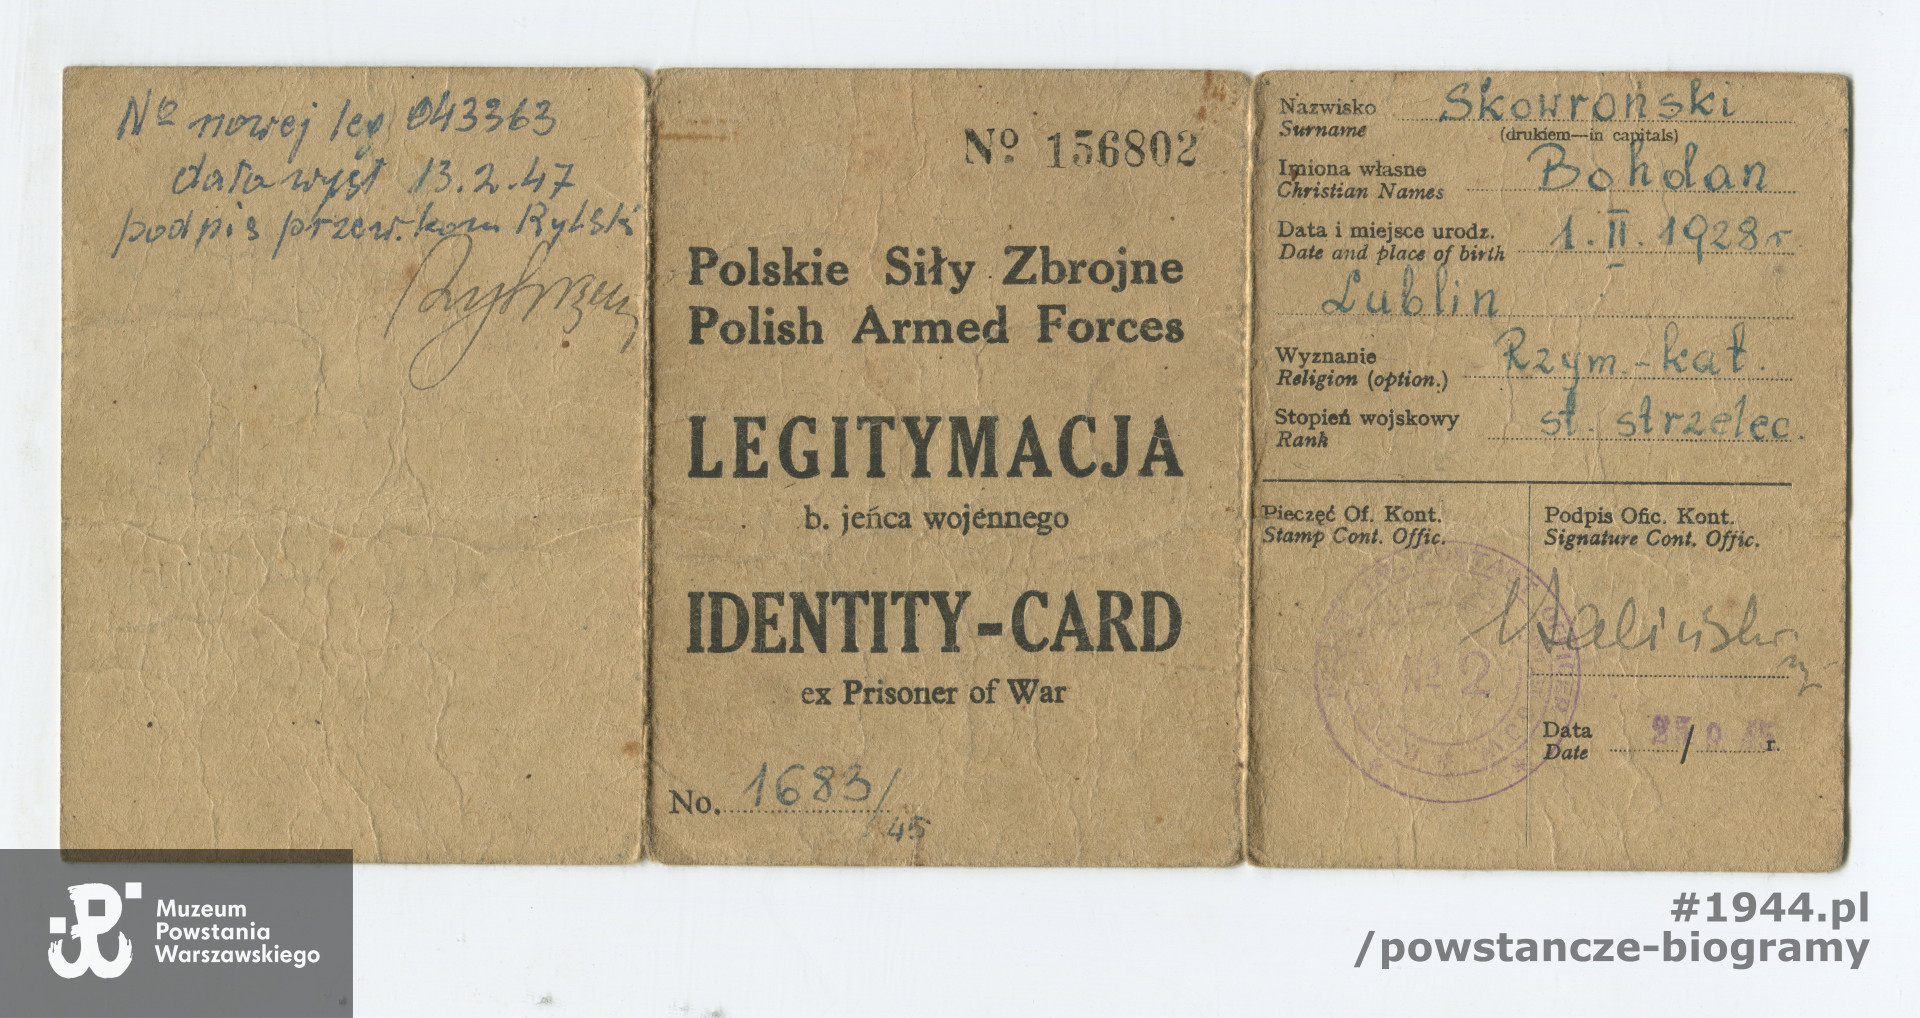 Nº nowej leg 043363
data wyst 13.2.47
podpis przew. kom Rylski
Nº 156802
Polskie Siły Zbrojne
Polish Armed Forces
LEGITYMACJA
b. jeńca wojennego
IDENTITY-CARD
ex Prisoner of War
No. 1683/45
Nazwisko Skowroński
Surname (drukiem—in capitals)
Imiona własne Bohdan
Christian Names
Data i miejsce urodz. 1. II. 1928 r.
Date and place of birth
Lublin
Wyznanie Rzym.-kat.
Religion (option.)
Stopień wojskowy st. strzelec.
Rank
Pieczęć Of. Kont.
Stamp Cont. Offic.
Nº 2
Podpis Ofic. Kont.
Signature Cont. Offic.
Data / r.
Date
Muzeum
Powstania
Warszawskiego
#1944.pl
/powstancze-biogramy